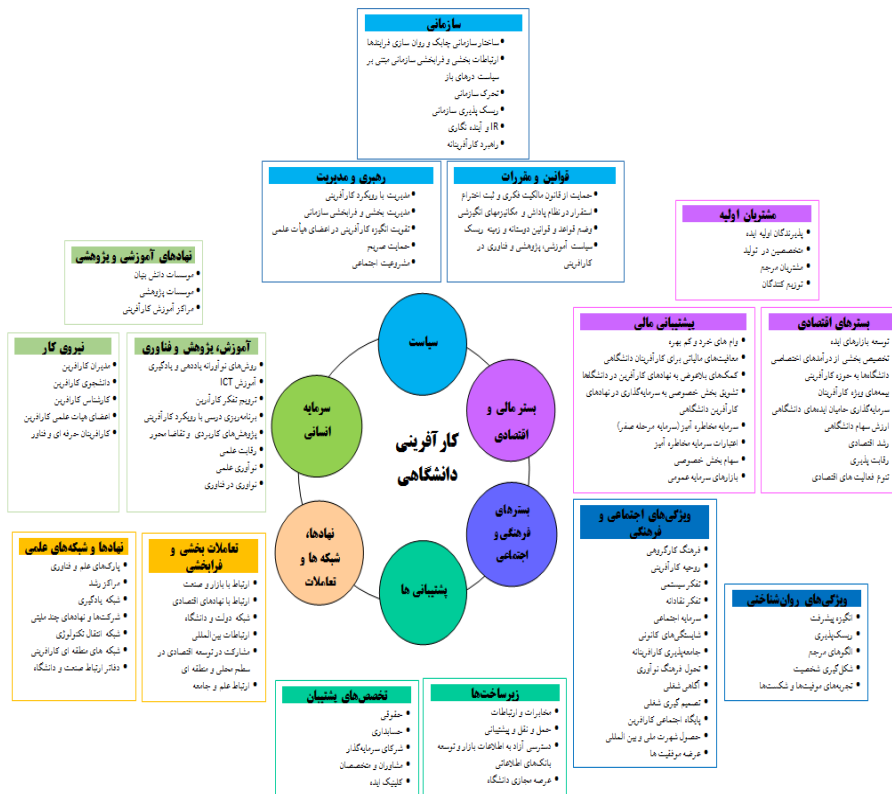 سازمانی
• ساختار سازمانی چابک و روان سازی فرایندها
• ارتباطات بخشی و فرابخشی سازمانی مبتنی بر
سیاست درهای باز
• تحرک سازمانی
• ریسک پذیری سازمانی
• IR و آینده نگاری
• راهبرد کارآفرینانه
قوانین و مقررات
• حمایت از قانون مالکیت فکری و ثبت اختراع
• استقرار در نظام پاداش و مکانیزمهای انگیزشی
• وضع قواعد و قوانین دوستانه و زمینه ریسک
• سیاست آموزشی، پژوهشی و فناوری در
کارآفرینی
رهبری و مدیریت
• مدیریت با رویکرد کارآفرینی
• مدیریت بخشی و فرابخشی سازمانی
• تقویت انگیزه کارآفرینی در اعضای هیأت علمی
• حمایت صریح
• مشروعیت اجتماعی
مشتریان اولیه
• پذیرندگان اولیه ایده
• متخصصین در تولید
• مشتریان مرجع
• توزیع کنندگان
بسترهای اقتصادی
• توسعه بازارهای ایده
• تخصیص بخشی از درآمدهای اختصاصی
دانشگاه‌ها به حوزه کارآفرینی
• بیمه‌های ویژه کارآفرینان
• سرمایه‌گذاری حامیان ایده‌های دانشگاهی
• ارزش سهام دانشگاهی
• رشد اقتصادی
• رقابت پذیری
• تنوع فعالیت های اقتصادی
پیشتیبانی مالی
• وام های خرد و کم بهره
• معافیت‌های مالیاتی برای کارآفرینان دانشگاهی
• کمک‌های بلاعوض به نهادهای کارآفرین در دانشگاه‌ها
• تشویق بخش خصوصی به سرمایه‌گذاری در نهادهای
کارآفرین دانشگاهی
• سرمایه مخاطره آمیز (سرمایه مرحله صفر)
• اعتبارات سرمایه مخاطره آمیز
• سهام بخش خصوصی
• بازارهای سرمایه عمومی
نهادهای آموزشی و پژوهشی
• موسسات دانش بنیان
• موسسات پژوهشی
• مراکز آموزش کارآفرینی
آموزش، پژوهش و فناوری
• روش‌های نوآورانه یاددهی و یادگیری
• آموزش ICT
• ترویج تفکر کارآفرین
• برنامه‌ریزی درسی با رویکرد کارآفرینی
• پژوهش‌های کاربردی و تقاضا محور
• رقابت علمی
• نوآوری علمی
• نوآوری در فناوری
نیروی کار
• مدیران کارآفرین
• دانشجوی کارآفرین
• کارشناس کارآفرین
• اعضای هیات علمی کارآفرین
• کارآفرینان حرفه ای و فناور
سیاست
بستر مالی و
اقتصادی
سرمایه
انسانی
کارآفرینی
دانشگاهی
بسترهای
فرهنگی و
اجتماعی
نهادها،
شبکه ها و
تعاملات
پشتیبانی ها
ویژگی‌های اجتماعی و
فرهنگی
• فرهنگ کارگروهی
• روحیه کارآفرینی
• تفکر سیستمی
• تفکر نقادانه
• سرمایه اجتماعی
• شایستگی‌های کانونی
• جامعه‌پذیری کارآفرینانه
• تحول فرهنگ نوآوری
• آگاهی شغلی
• تصمیم گیری شغلی
• پایگاه اجتماعی کارآفرین
• حصول شهرت ملی و بین المللی
• عرضه موفقیت ها
ویژگی‌های روان‌شناختی
• انگیزه پیشرفت
• ریسک‌پذیری
• الگوهای مرجع
• شکل‌گیری شخصیت
• تجربه‌های موفیت‌ها و شکست‌ها
تعاملات بخشی و
فرابخشی
• ارتباط با بازار و صنعت
• ارتباط با نهادهای اقتصادی
• شبکه دولت و دانشگاه
• ارتباطات بین‌المللی
• مشارکت در توسعه اقتصادی در
سطح محلی و منطقه ای
• ارتباط علم و جامعه
نهادها و شبکه‌های علمی
• پارک‌های علم و فناوری
• مراکز رشد
• شبکه یادگیری
• شرکت‌ها و نهادهای چند ملیتی
• شبکه انتقال تکنولوژی
• شبکه های منطقه ای کارآفرینی
• دفاتر ارتباط صنعت و دانشگاه
زیرساخت‌ها
• مخابرات و ارتباطات
• حمل و نقل و پیشتیبانی
• دسترسی آزاد به اطلاعات بازار و توسعه
بانک‌های اطلاعاتی
• عرصه مجازی دانشگاه
تخصص‌های پشتیبان
• حقوقی
• حسابداری
• شرکای سرمایه‌گذار
• مشاوران و متخصصان
• کلینیک ایده